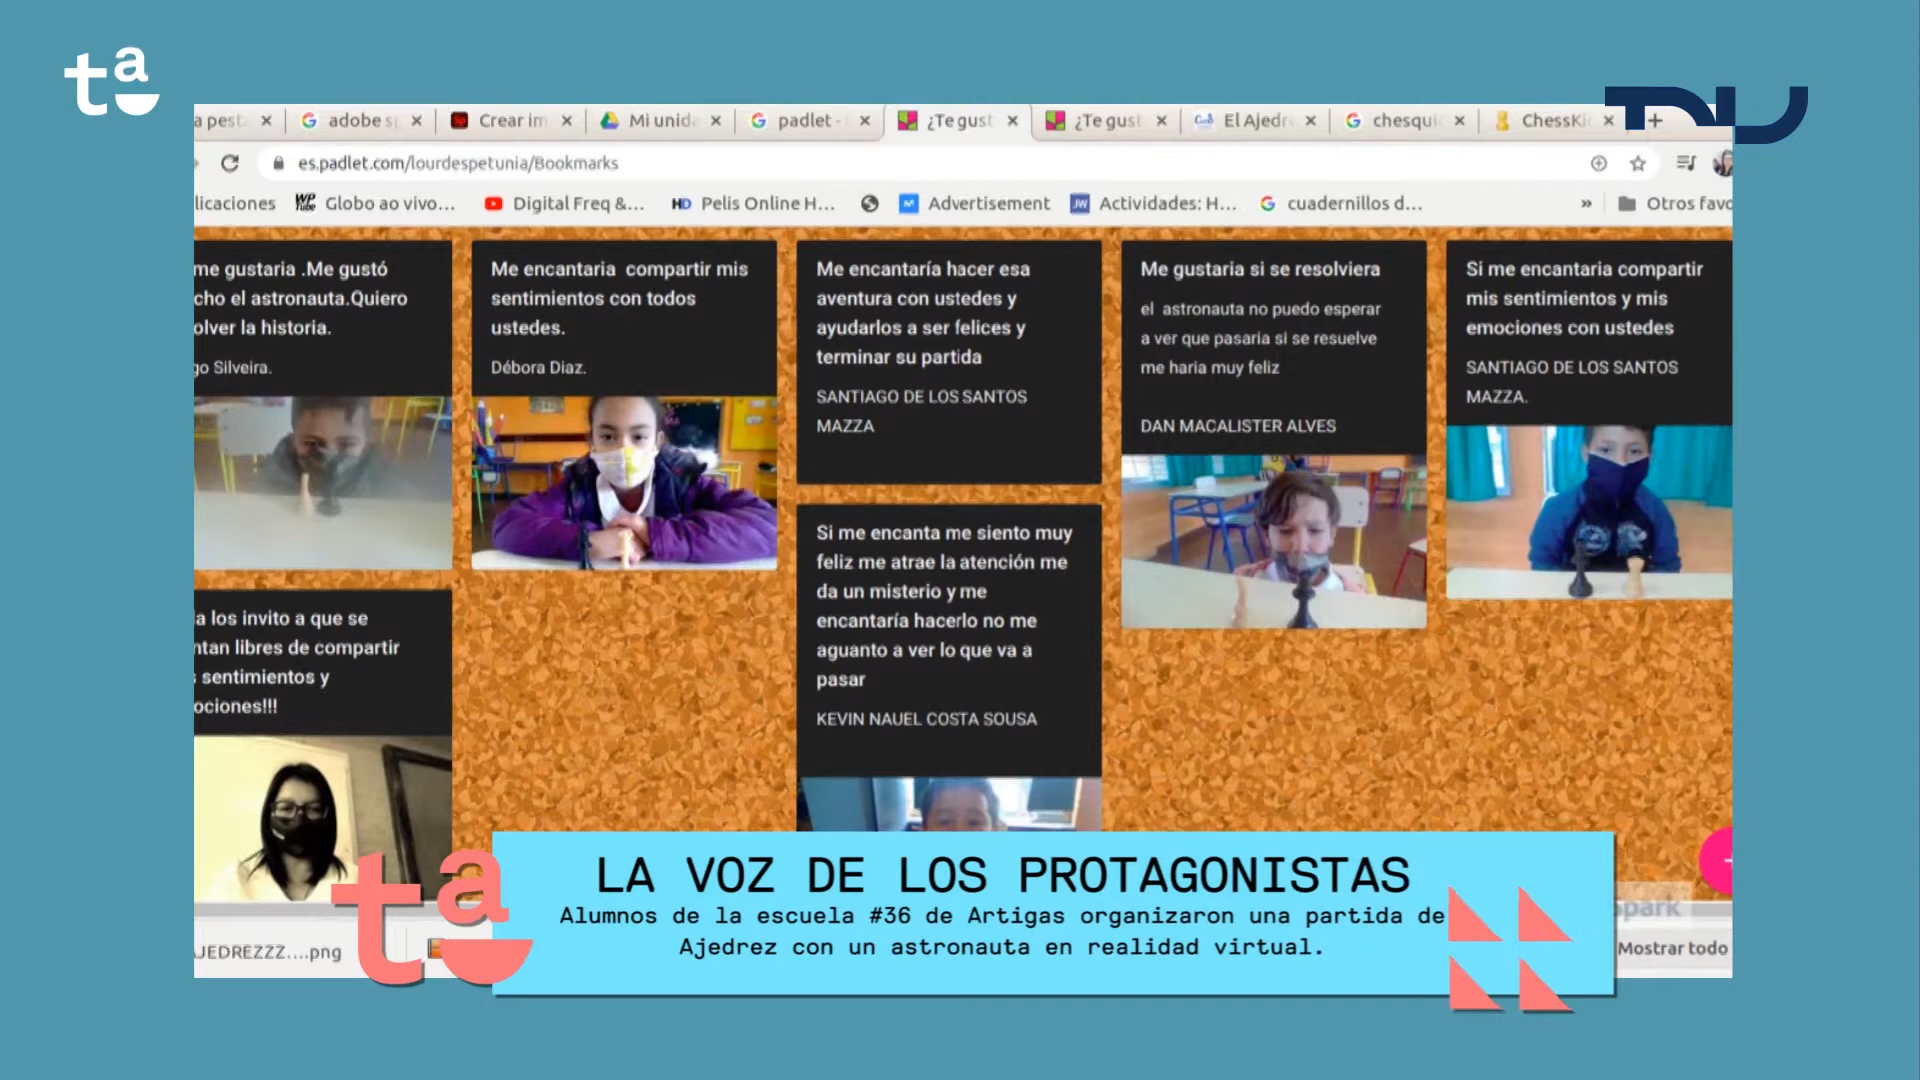 ta
TNU
a pest
adobe s
Crear im
Mi unid
padlet -
¿Te gust
¿Te gust
El Ajedr
chesqui
ChessKi
es.padlet.com/lourdespetunia/Bookmarks
licaciones
Globo ao vivo...
Digital Freq &...
HD Pelis Online H...
Advertisement
JW Actividades: H...
cuadernillos d...
»
Otros favo
me gustaria .Me gustó
cho el astronauta.Quiero
olver la historia.
go Silveira.
a los invito a que se
ntan libres de compartir
s sentimientos y
ociones!!!
Me encantaria compartir mis
sentimientos con todos
ustedes.
Débora Diaz.
Me encantaría hacer esa
aventura con ustedes y
ayudarlos a ser felices y
terminar su partida
SANTIAGO DE LOS SANTOS
MAZZA
Si me encanta me siento muy
feliz me atrae la atención me
da un misterio y me
encantaría hacerlo no me
aguanto a ver lo que va a
pasar
KEVIN NAUEL COSTA SOUSA
Me gustaria si se resolviera
el astronauta no puedo esperar
a ver que pasaria si se resuelve
me haria muy feliz
DAN MACALISTER ALVES
Si me encantaria compartir
mis sentimientos y mis
emociones con ustedes
SANTIAGO DE LOS SANTOS
MAZZA.
ta
LA VOZ DE LOS PROTAGONISTAS
Alumnos de la escuela #36 de Artigas organizaron una partida de
Ajedrez con un astronauta en realidad virtual.
Spark
JEDREZZZ....png
Mostrar todo